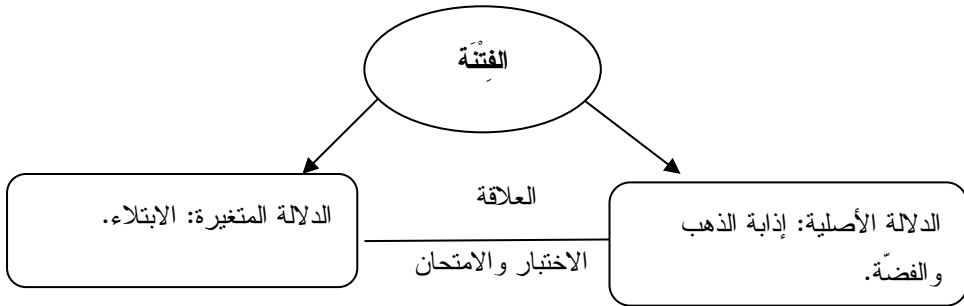 الفِتْنَة
الدلالة الأصلية: إذابة الذهب
والفضّة.
العلاقة
الاختبار والامتحان
الدلالة المتغيرة: الابتلاء.